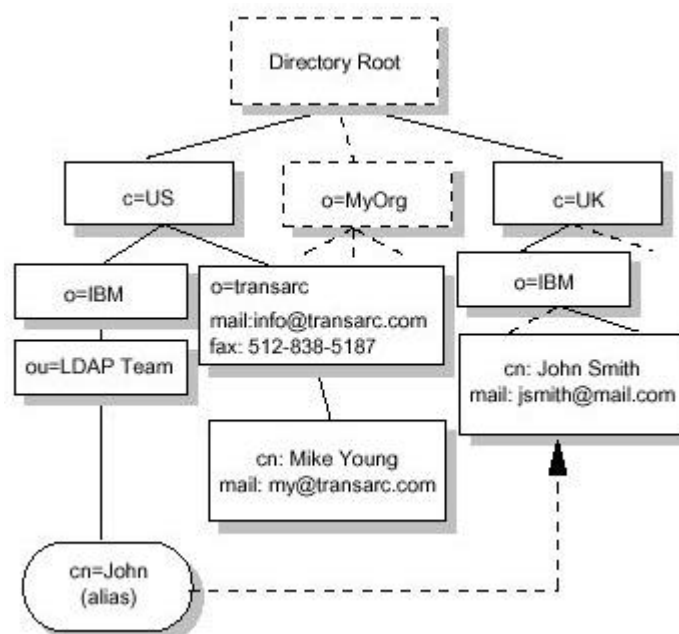 Directory Root
c=US
o=MyOrg
c=UK
o=IBM
o=transarc
mail:info@transarc.com
fax: 512-838-5187
o=IBM
ou=LDAP Team
cn: John Smith
mail: jsmith@mail.com
cn: Mike Young
mail: my@transarc.com
cn=John
(alias)